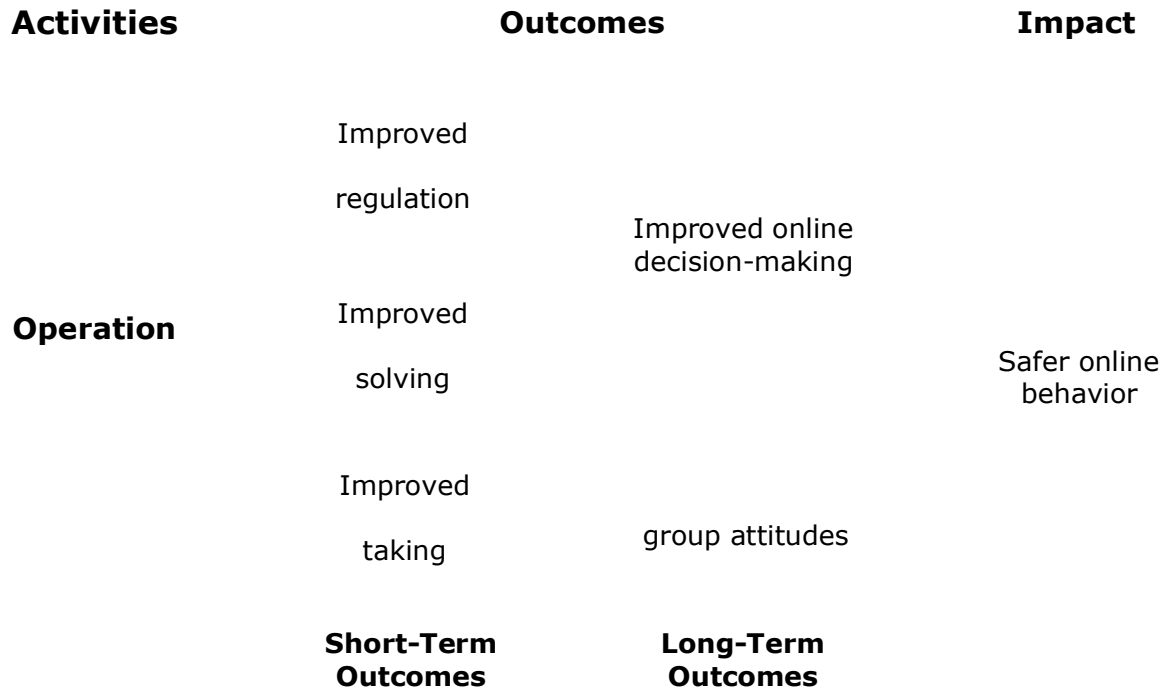 Activities
Outcomes
Impact
Improved
regulation
Improved online
decision-making
Operation
Improved
solving
Safer online
behavior
Improved
taking
group attitudes
Short-Term
Outcomes
Long-Term
Outcomes